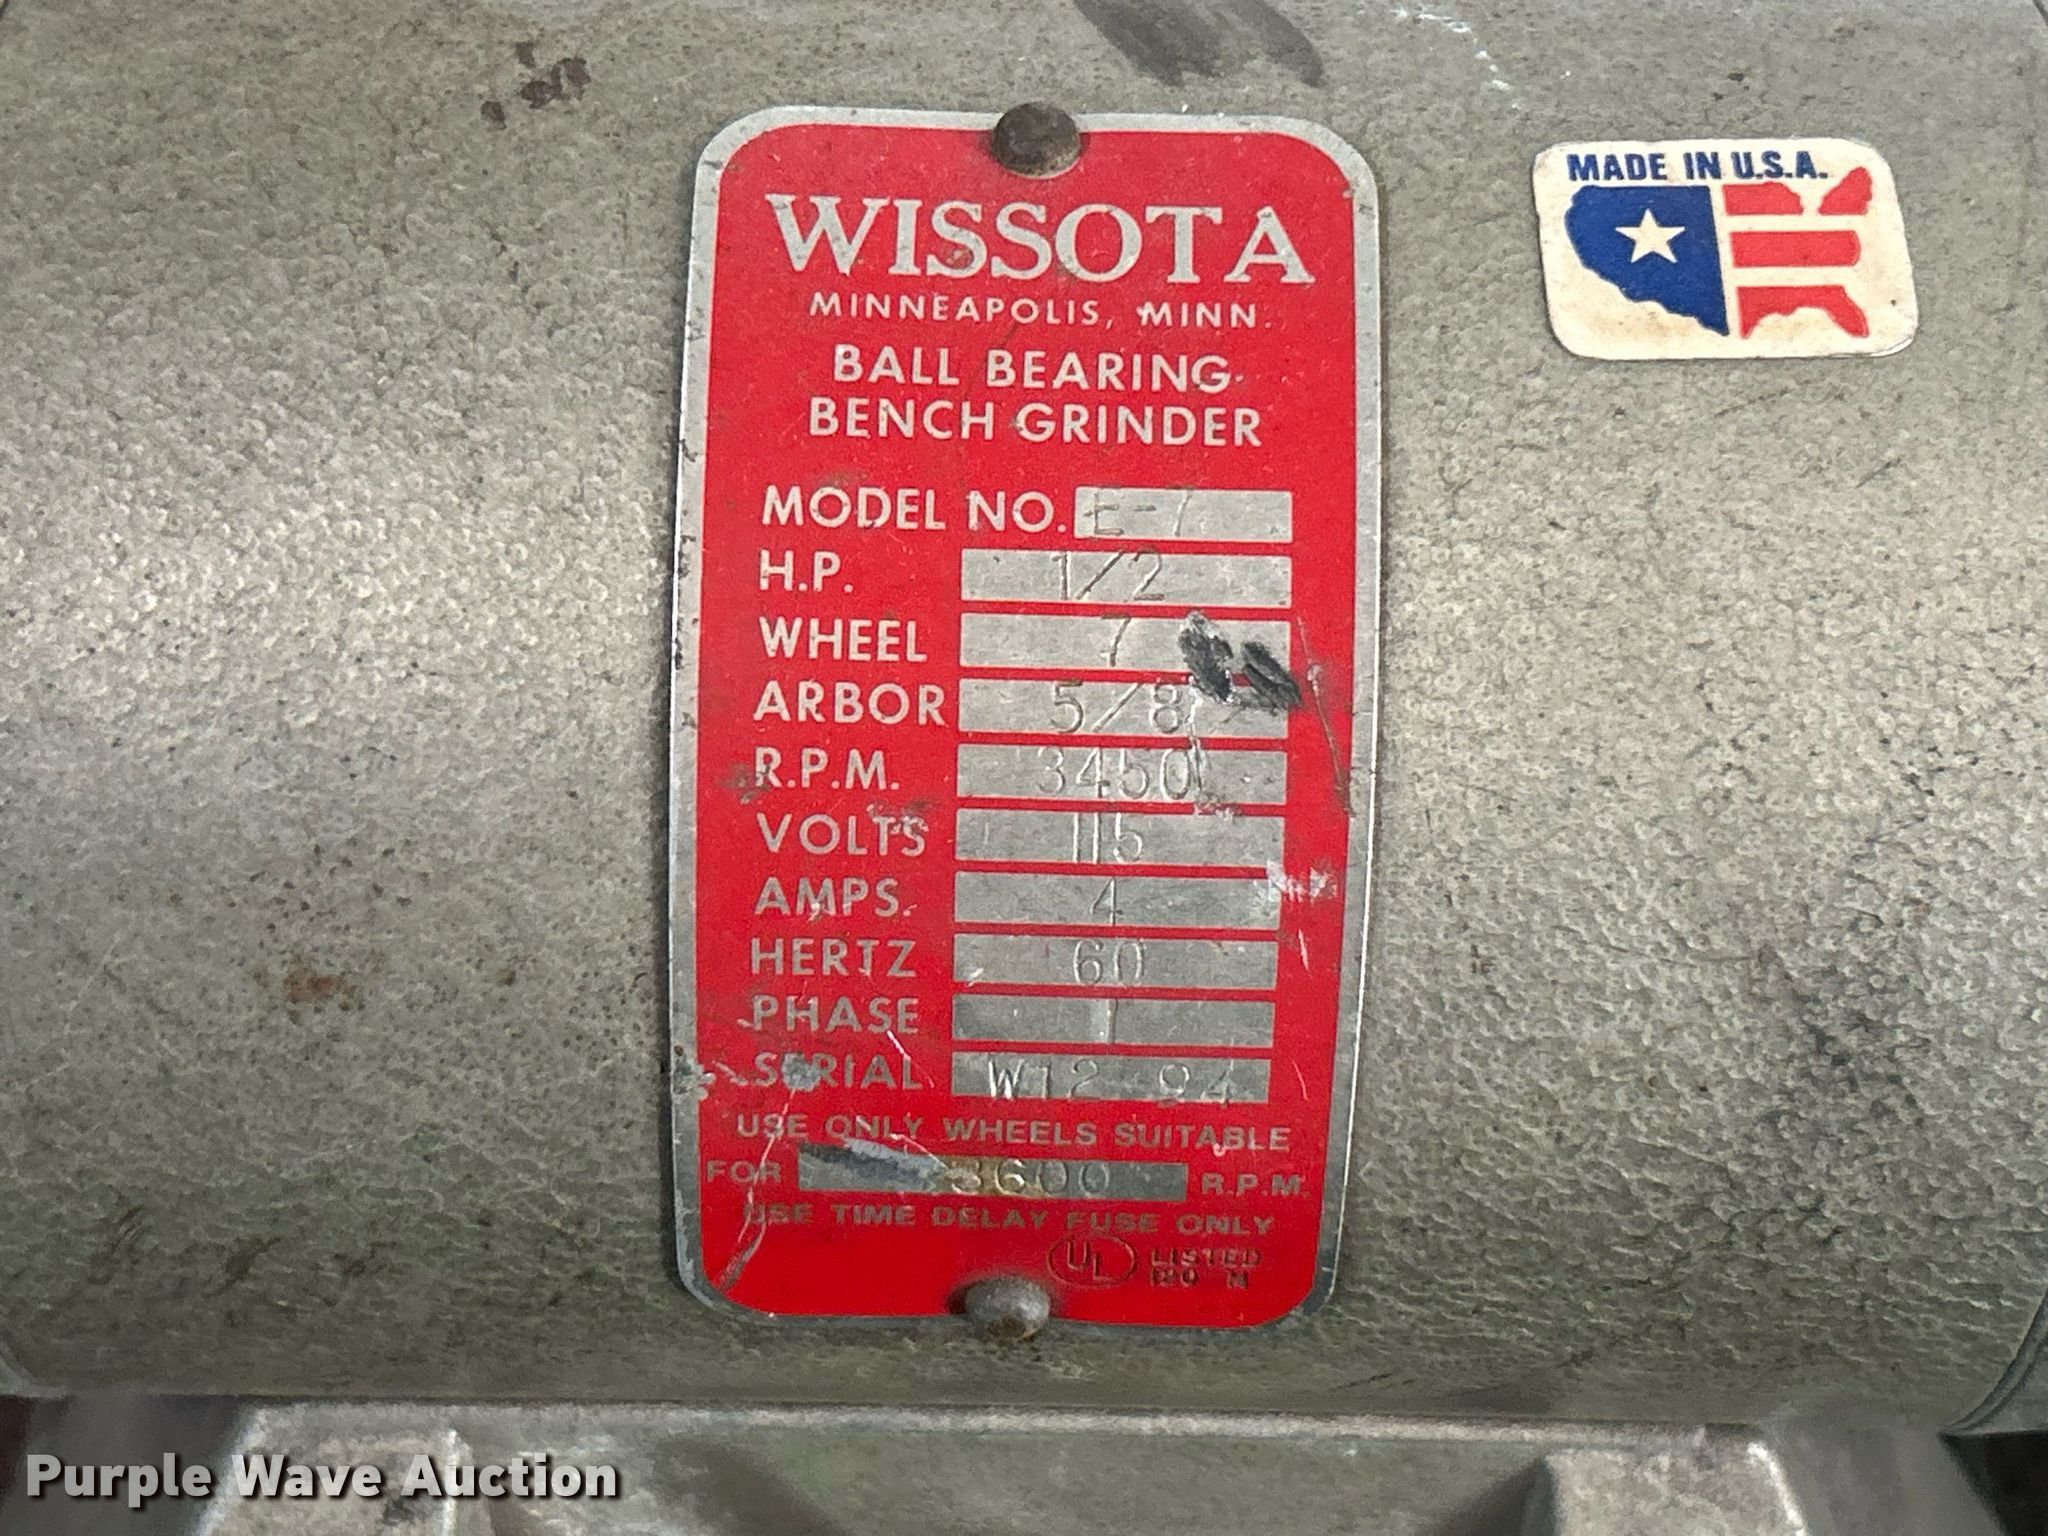 WISSOTA
MINNEAPOLIS, MINN.
BALL BEARING
BENCH GRINDER
MODEL NO. E-7
H.P. 1/2
WHEEL 7
ARBOR 5/8
R.P.M. 3450
VOLTS 115
AMPS. 4
HERTZ 60
PHASE 1
SERIAL W12 94
USE ONLY WHEELS SUITABLE
FOR 3600 R.P.M.
USE TIME DELAY FUSE ONLY
UL LISTED
MADE IN U.S.A.
Purple Wave Auction